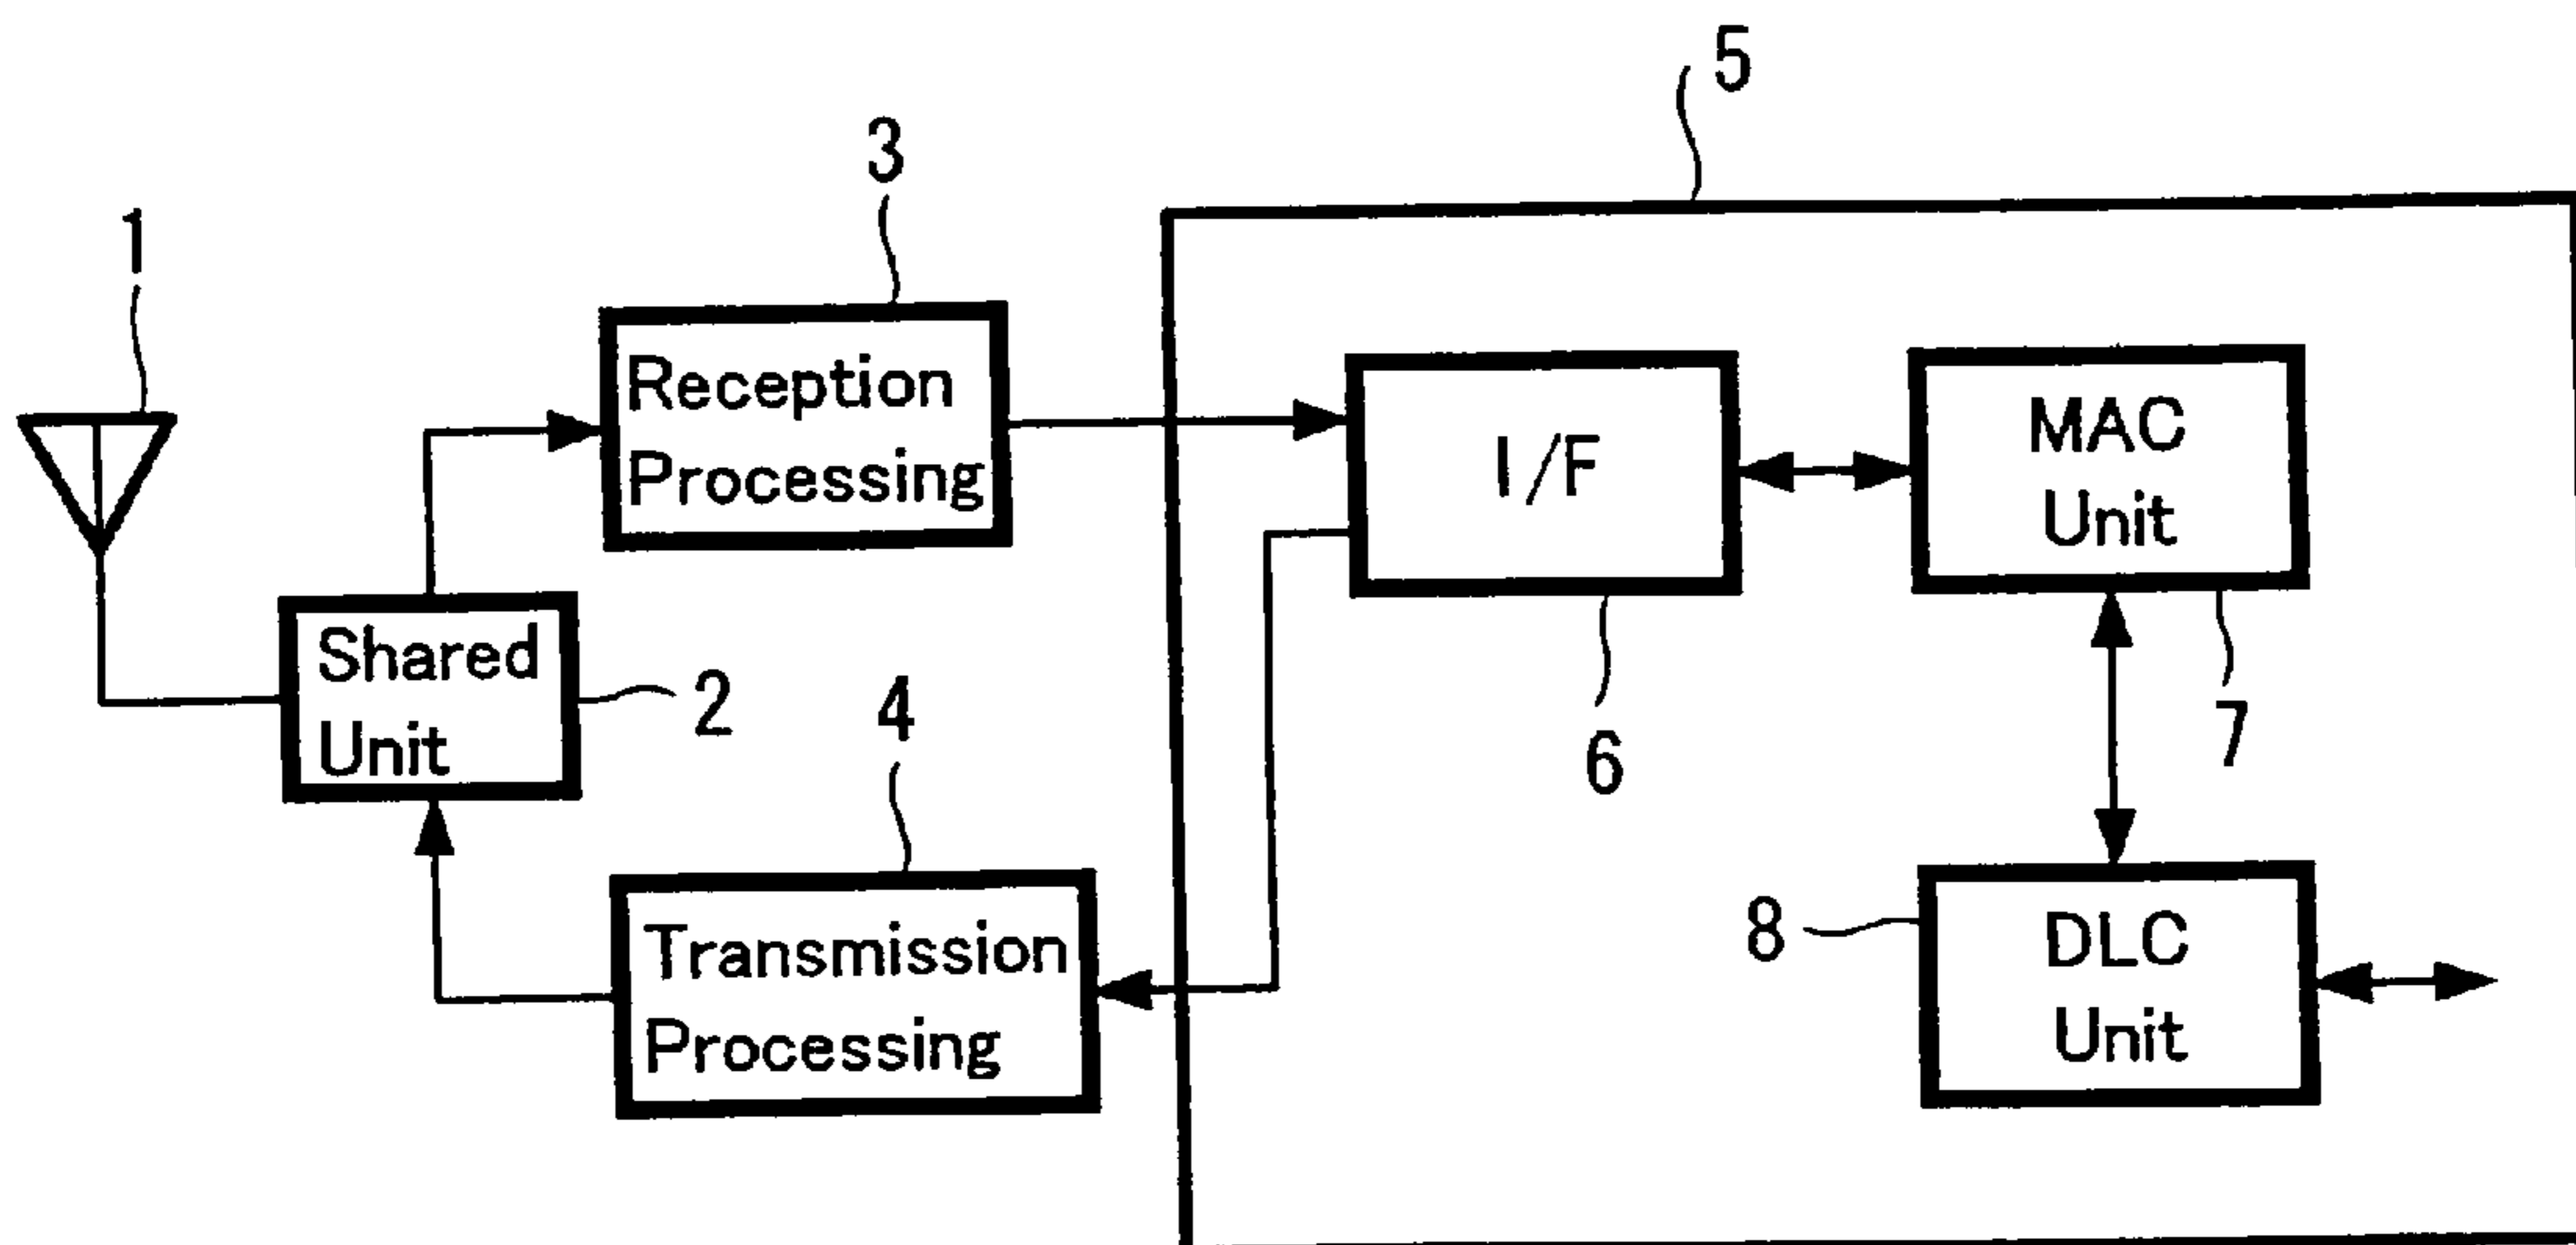 5
3
1
Reception
Processing
I/F
MAC
Unit
Shared
Unit
2
4
6
7
Transmission
Processing
8
DLC
Unit